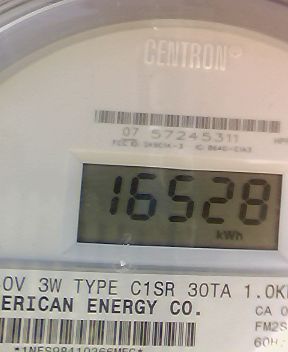 CENTRON®
07 57245311
16528
kWh
0V 3W TYPE C1SR 30TA 1.0K
ERICAN ENERGY CO.
CA 0
FM2S
60H